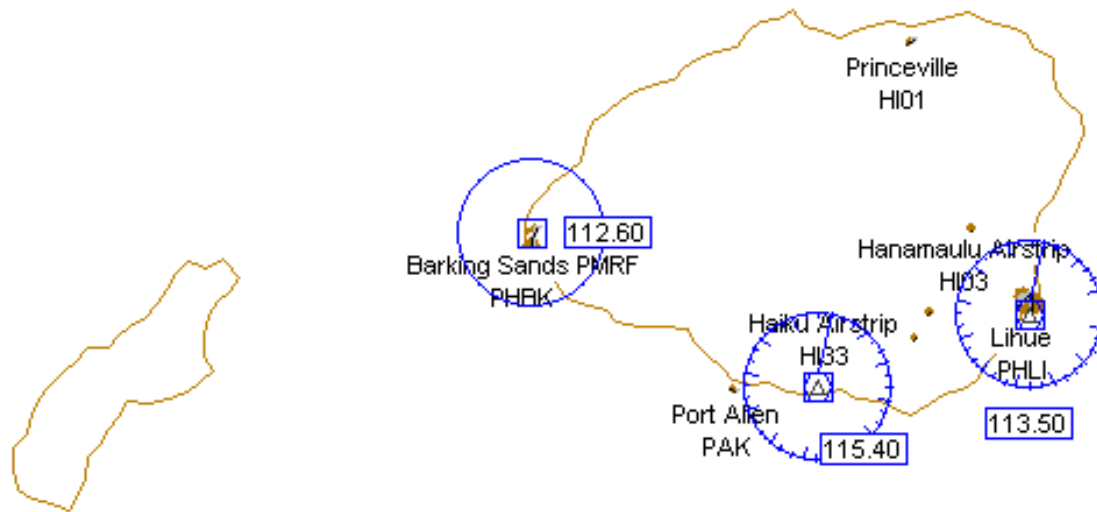 Princeville
HI01
112.60
Barking Sands PMRF
PHBK
Hanamaulu Airstrip
HI03
Haiku Airstrip
HI33
Lihue
PHLI
Port Allen
PAK
113.50
115.40